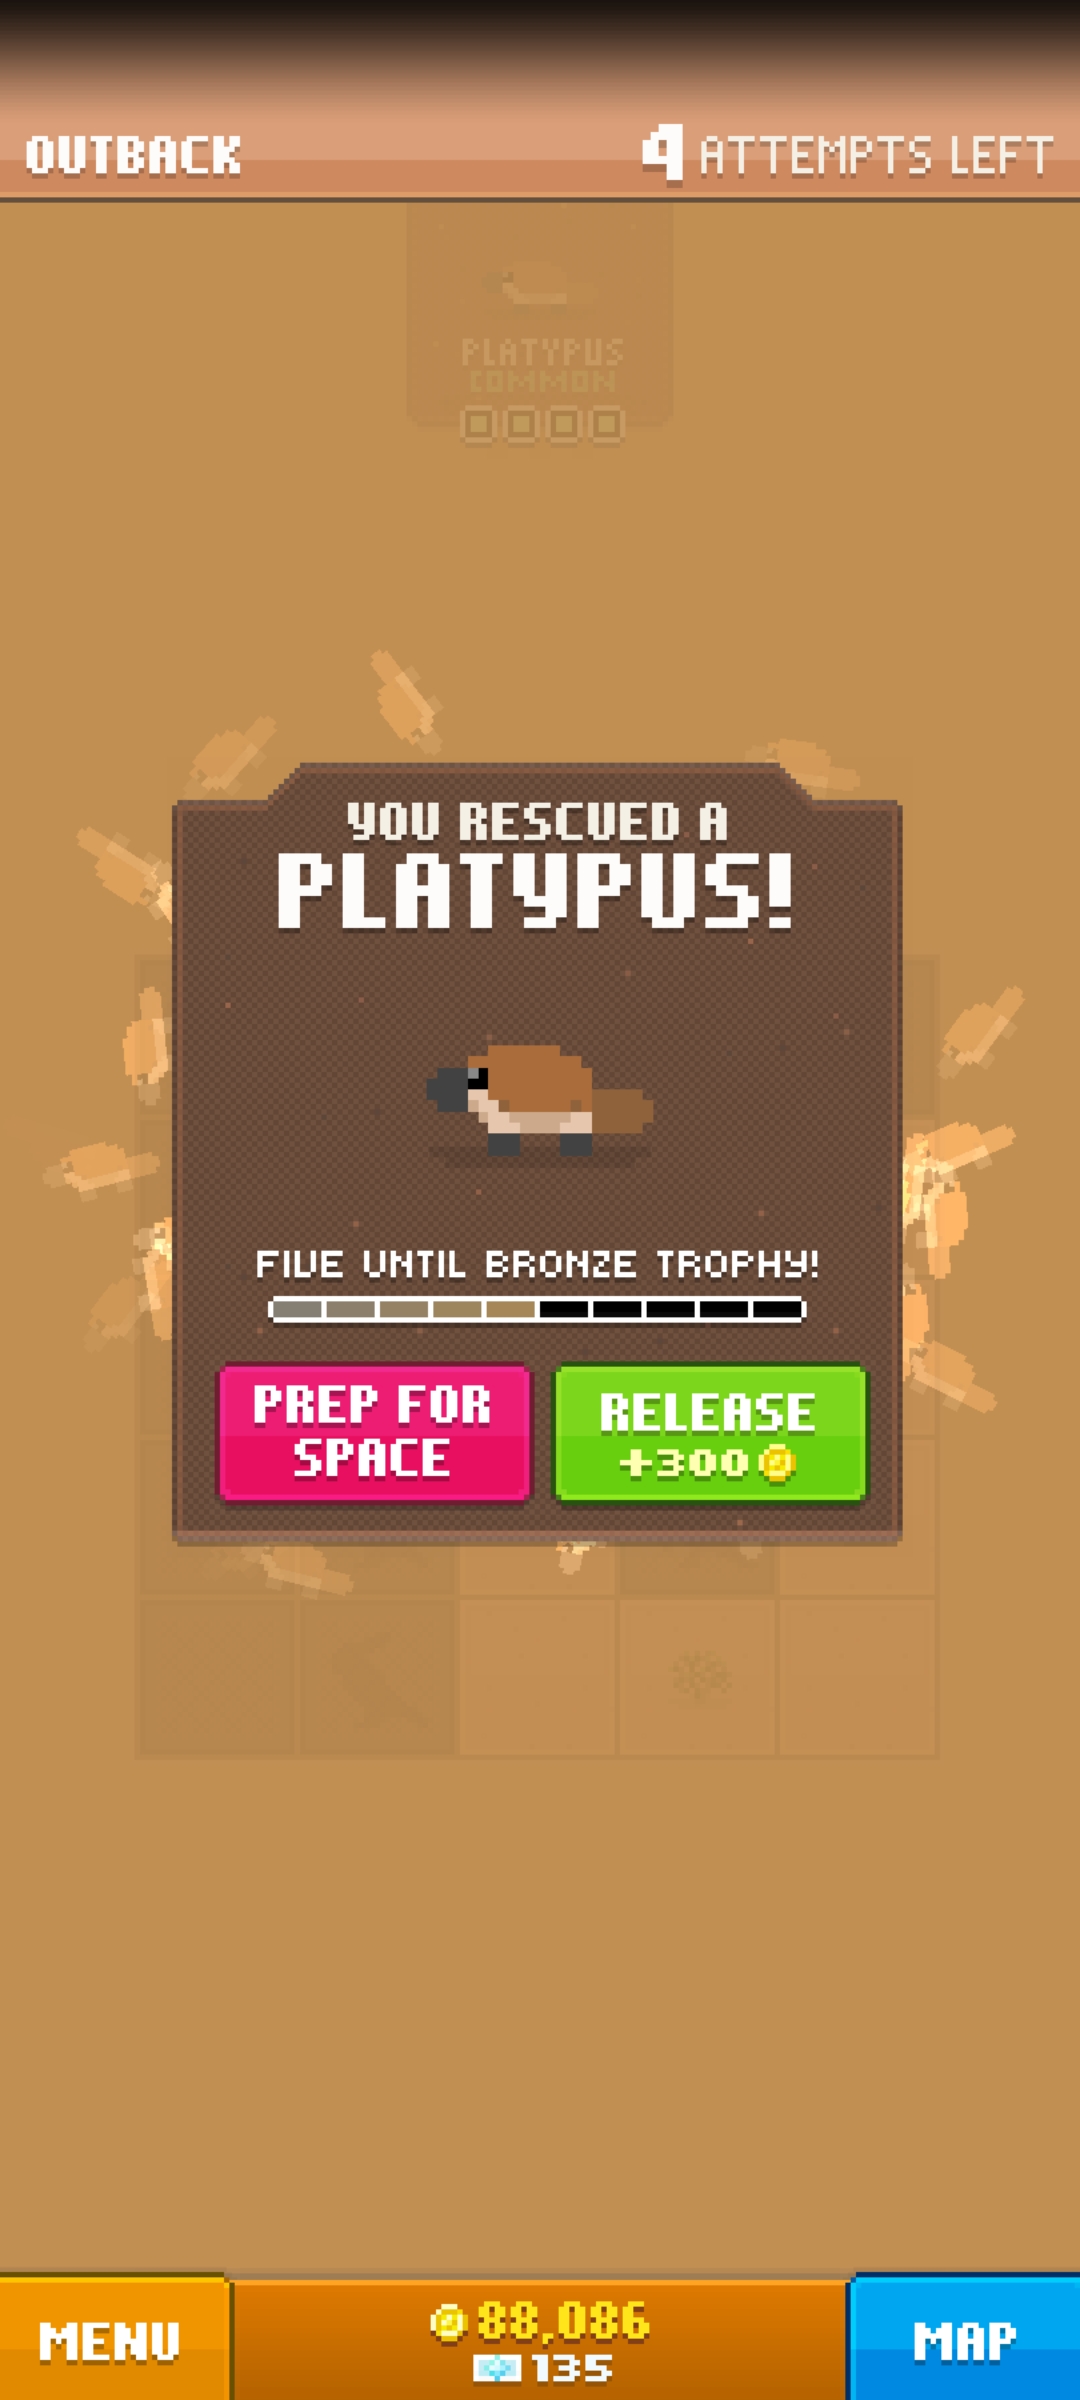 OUTBACK
4 ATTEMPTS LEFT
PLATYPUS
COMMON
YOU RESCUED A
PLATYPUS!
FIVE UNTIL BRONZE TROPHY!
PREP FOR
SPACE
RELEASE
+300
MENU
88,086
135
MAP